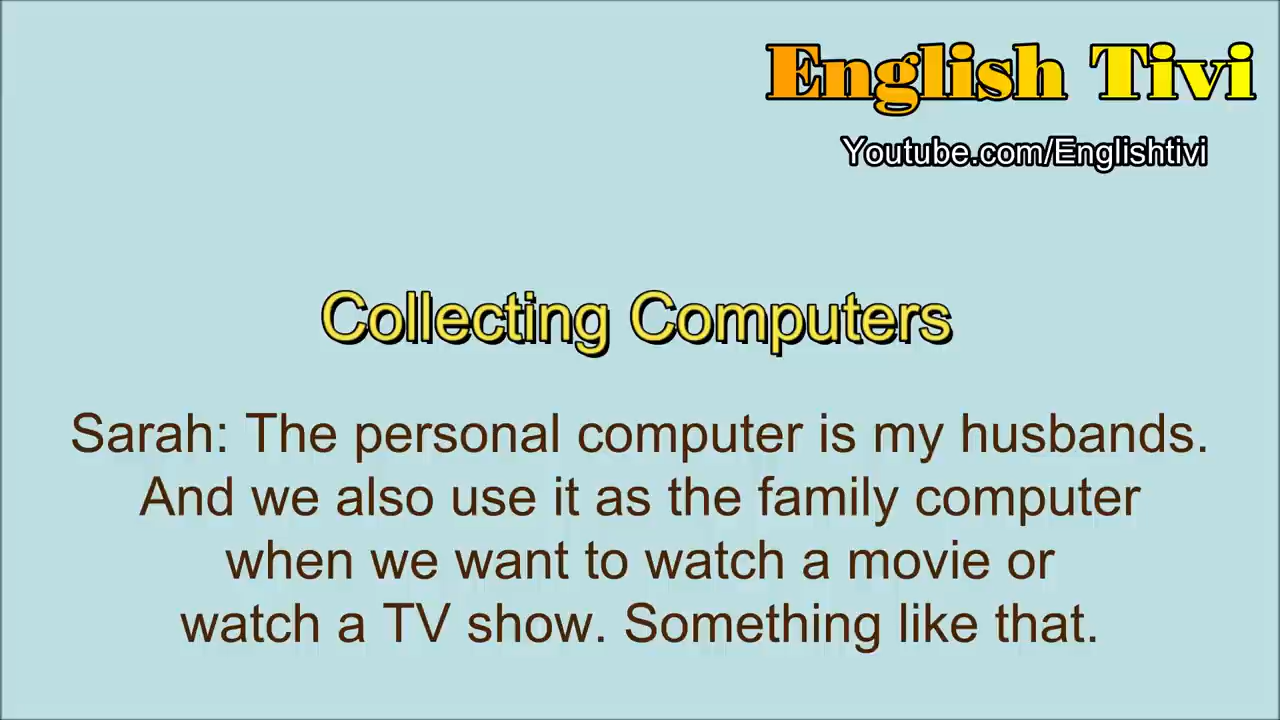 English Tivi
Youtube.com/Englishtivi
Collecting Computers
Sarah: The personal computer is my husbands.
And we also use it as the family computer
when we want to watch a movie or
watch a TV show. Something like that.